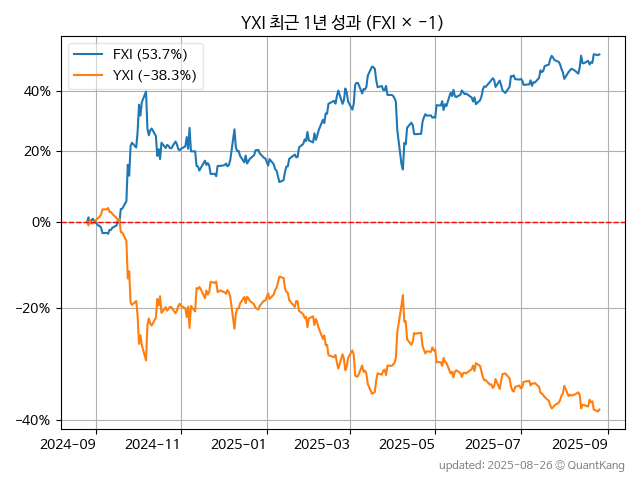 YXI 최근 1년 성과 (FXI × -1)
FXI (53.7%)
YXI (−38.3%)
40%
20%
0%
−20%
−40%
2024-09 2024-11 2025-01 2025-03 2025-05 2025-07 2025-09
updated: 2025-08-26 © QuantKang